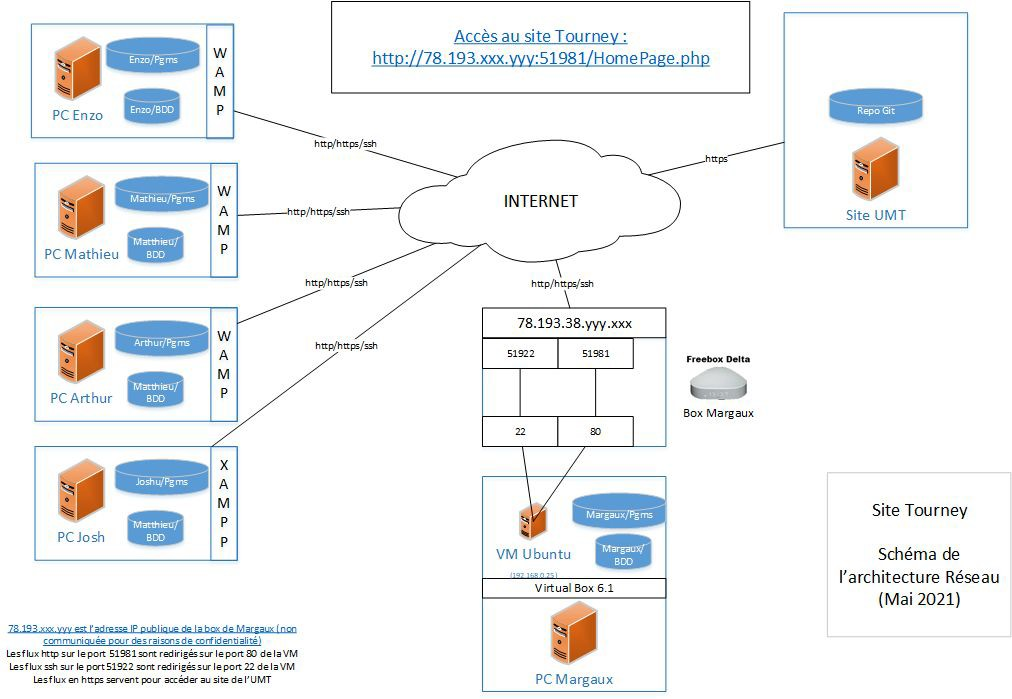 Accès au site Tourney :
http://78.193.xxx.yyy:51981/HomePage.php
Enzo/Pgms
Enzo/BDD
PC Enzo
WAMP
http/https/ssh
Mathieu/Pgms
Matthieu/
BDD
PC Mathieu
WAMP
http/https/ssh
Arthur/Pgms
Matthieu/
BDD
PC Arthur
WAMP
http/https/ssh
Joshu/Pgms
Matthieu/
BDD
PC Josh
XAMPP
http/https/ssh
INTERNET
https
Repo Git
Site UMT
http/https/ssh
78.193.38.yyy.xxx
51922
51981
22
80
Freebox Delta
Box Margaux
Margaux/Pgms
Margaux/
BDD
VM Ubuntu
(192.168.0.25)
Virtual Box 6.1
PC Margaux
Site Tourney
Schéma de
l'architecture Réseau
(Mai 2021)
78.193.xxx.yyy est l'adresse IP publique de la box de Margaux (non
communiquée pour des raisons de confidentialité)
Les flux http sur le port 51981 sont redirigés sur le port 80 de la VM
Les flux ssh sur le port 51922 sont redirigés sur le port 22 de la VM
Les flux en https servent pour accéder au site de l'UMT